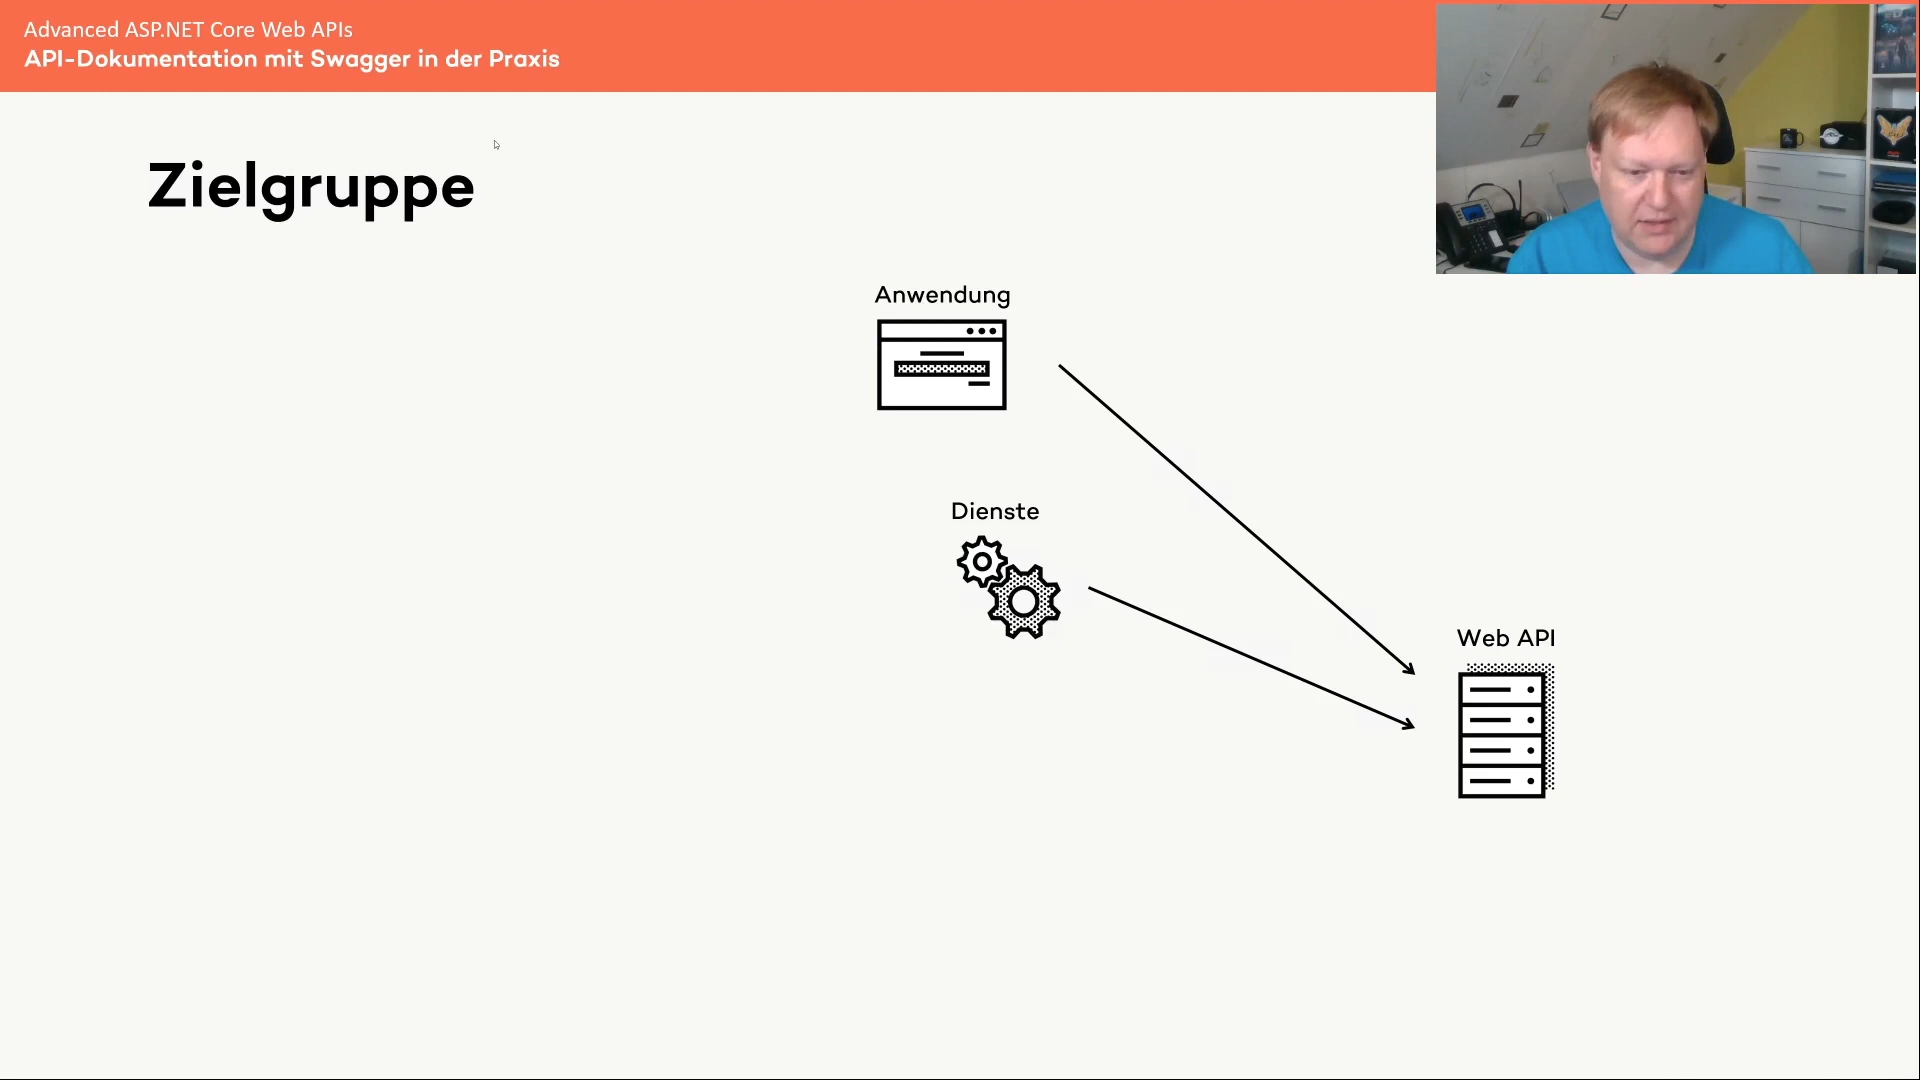 Advanced ASP.NET Core Web APIs
API-Dokumentation mit Swagger in der Praxis
Zielgruppe
Anwendung
Dienste
Web API